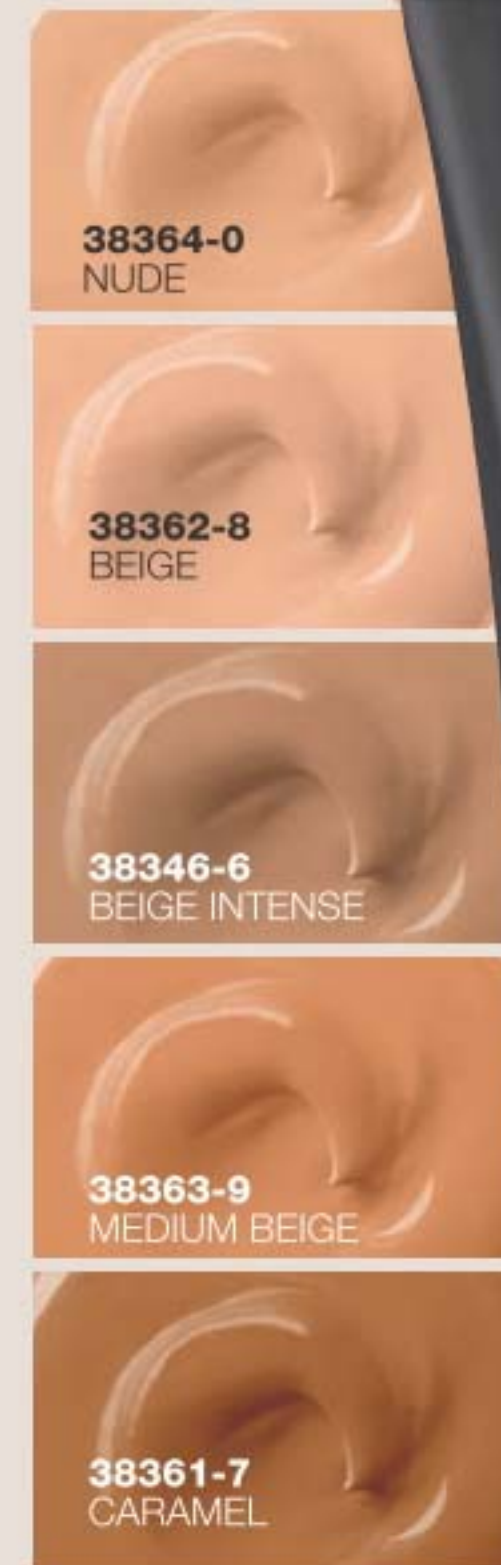 38364-0
NUDE
38362-8
BEIGE
38346-6
BEIGE INTENSE
38363-9
MEDIUM BEIGE
38361-7
CARAMEL